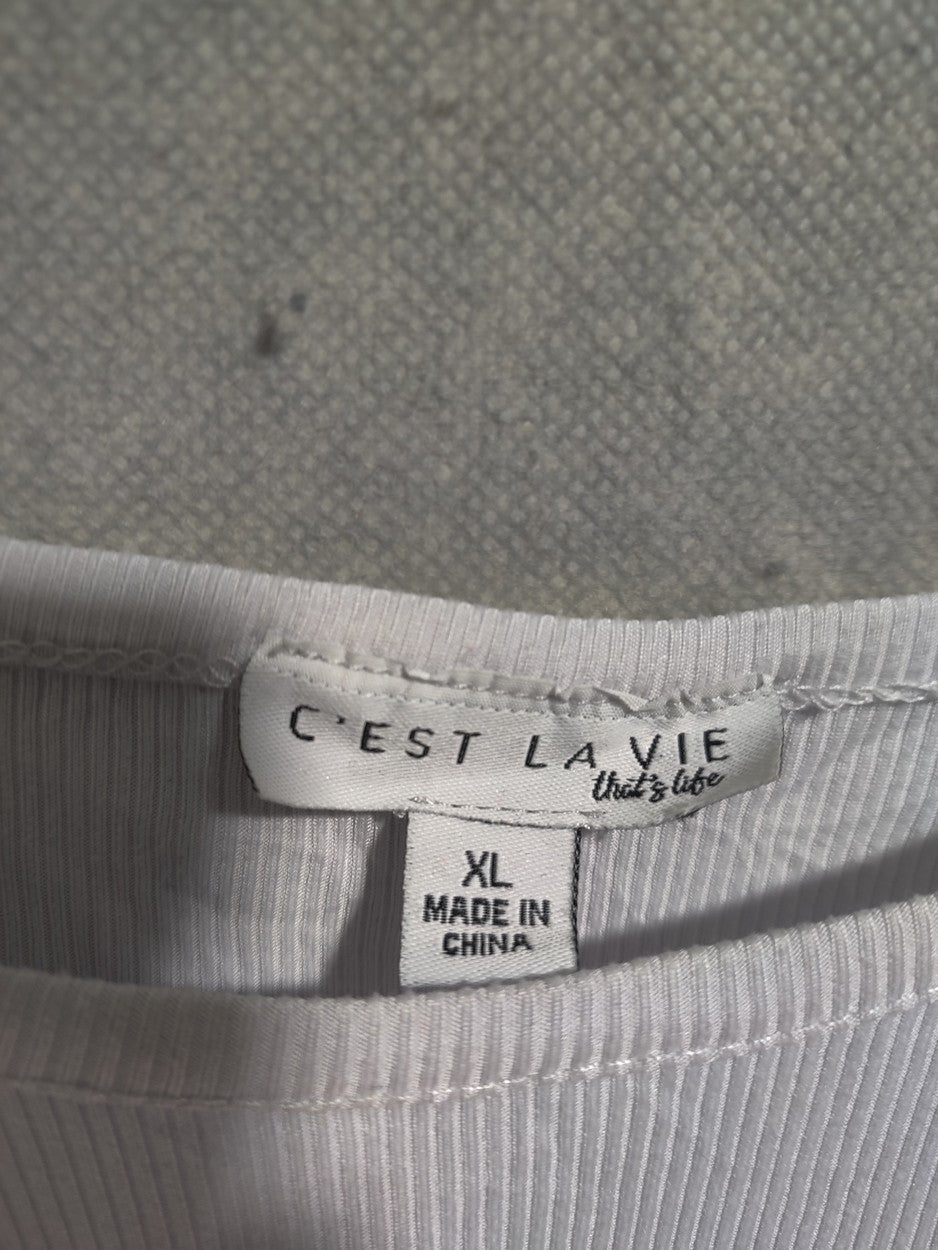 C'EST LA VIE
that's life
XL
MADE IN
CHINA